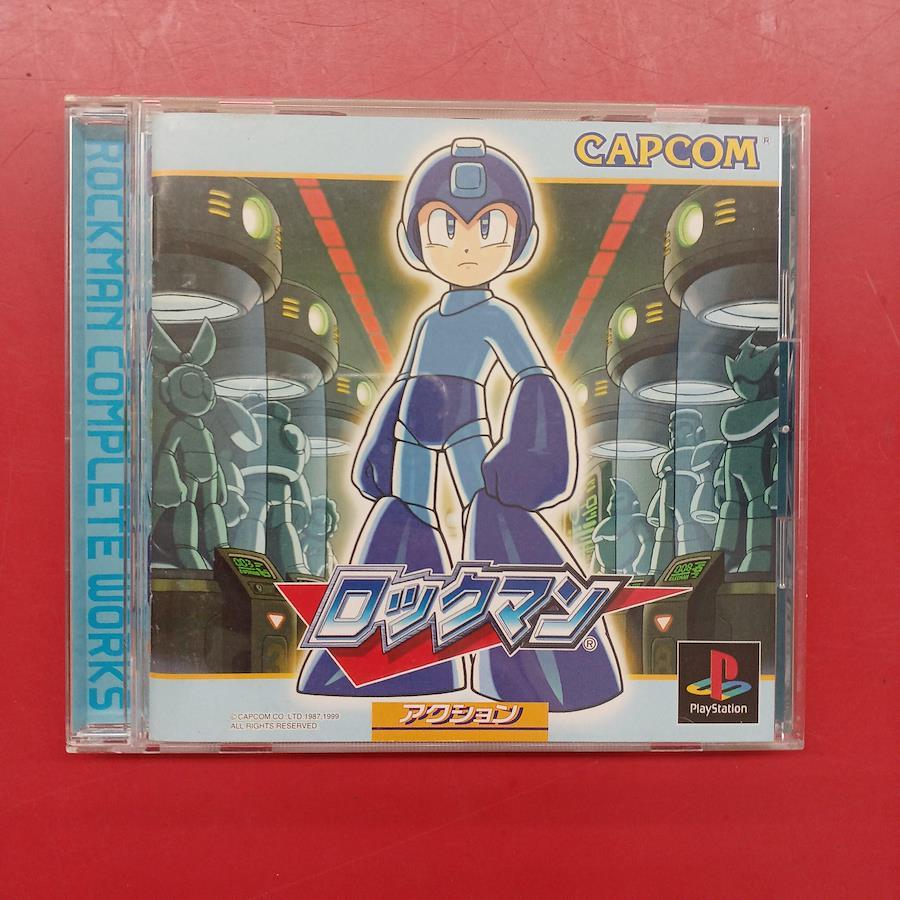 CAPCOM
ROCKMAN COMPLETE WORKS
ロックマン
®
PlayStation
アクション
©CAPCOM CO. LTD. 1987, 1999
ALL RIGHTS RESERVED